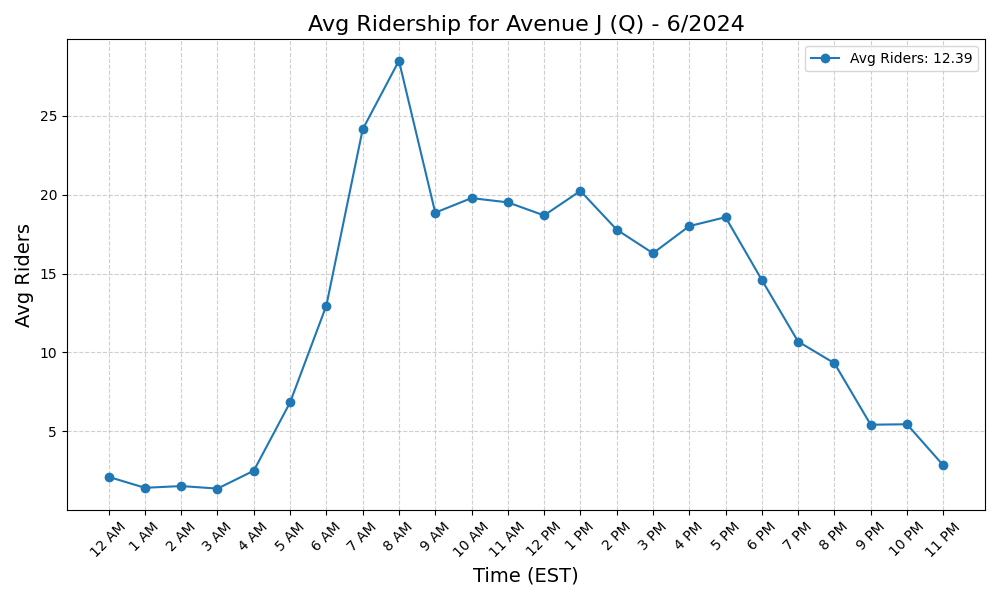 Avg Ridership for Avenue J (Q) - 6/2024
Avg Riders: 12.39
Avg Riders
25
20
15
10
5
12 AM
1 AM
2 AM
3 AM
4 AM
5 AM
6 AM
7 AM
8 AM
9 AM
10 AM
11 AM
12 PM
1 PM
2 PM
3 PM
4 PM
5 PM
6 PM
7 PM
8 PM
9 PM
10 PM
11 PM
Time (EST)